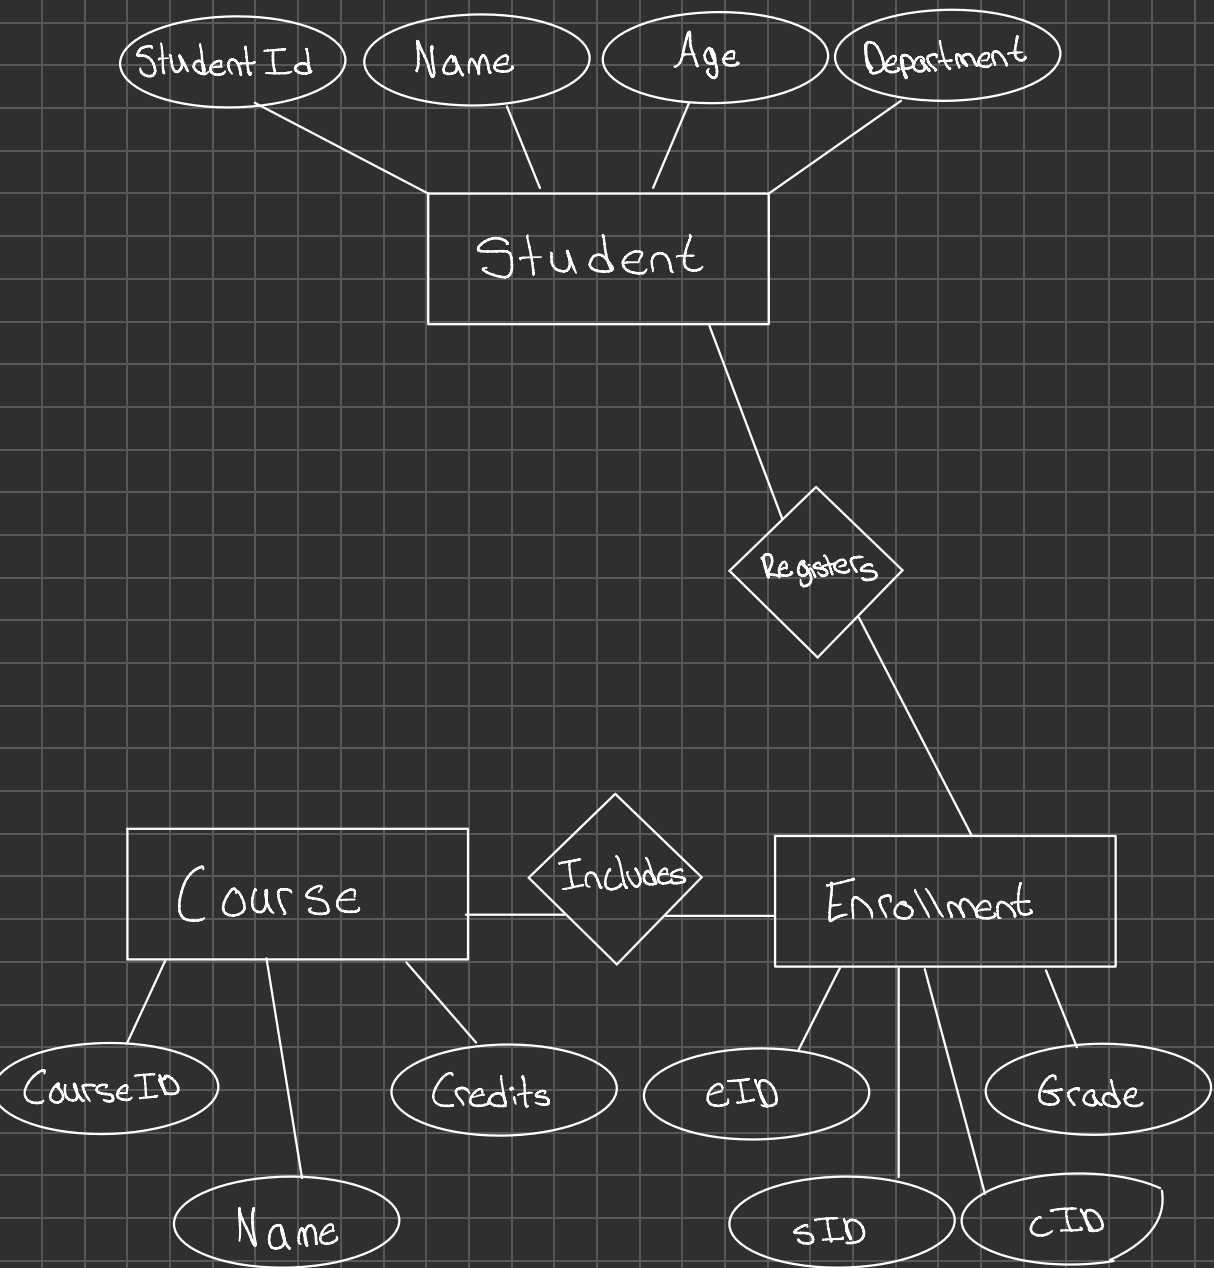 Student Id
Name
Age
Department
Student
Registers
Course
Includes
Enrollment
CourseID
Credits
eID
Grade
Name
sID
cID